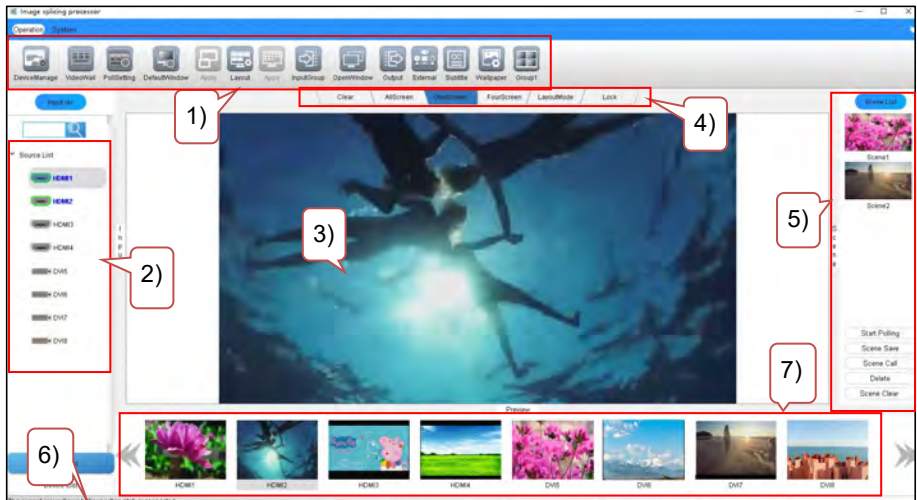 Image splicing processer
Operation System
DeviceManage VideoWall PollSetting DefaultWindow Apply Layout Apply InputGroup OpenWindow Output External Subtitle Wallpaper Group1
1)
Input list
Clear AllScreen OneScreen FourScreen LayoutMode Lock
4)
Scene List
Source List
HDMI1
HDMI2
HDMI3
HDMI4
DVI5
DVI6
DVI7
DVI8
2)
3)
Scene1
Scene2
5)
Start Polling
Scene Save
Scene Call
Delete
Scene Clear
7)
Preview
HDMI1 HDMI2 HDMI3 HDMI4 DVI5 DVI6 DVI7 DVI8
6)